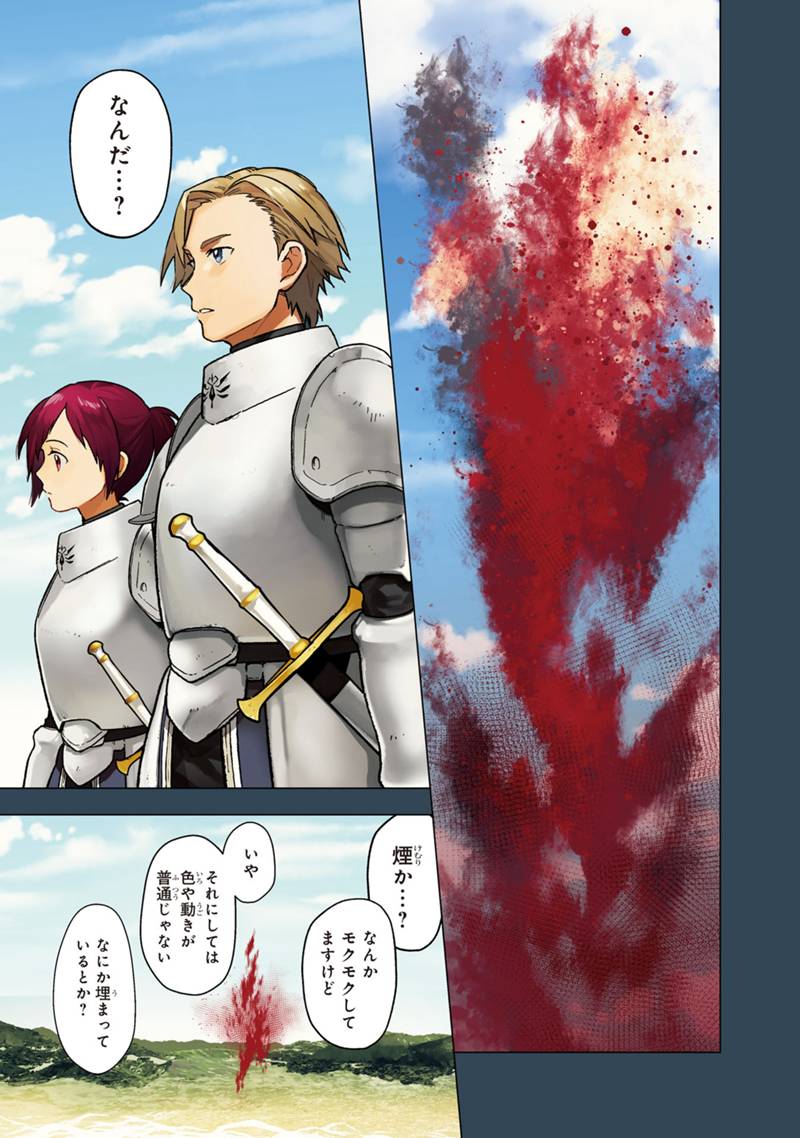 なんだ…?
煙か…?
なんか
モクモクして
ますけど
いや
それにしては
色や動きが
普通じゃない
なにか埋まって
いるとか?